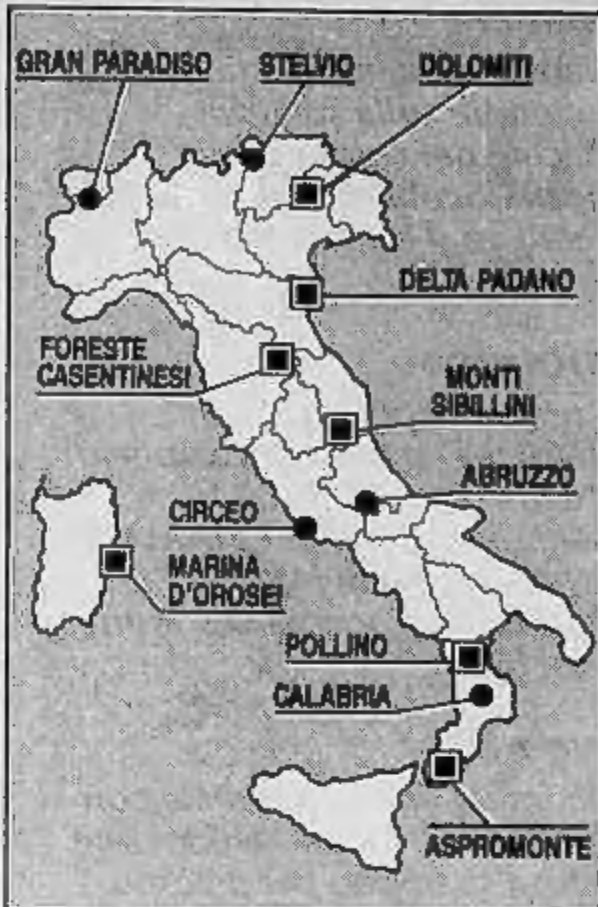 GRAN PARADISO
STELVIO
DOLOMITI
DELTA PADANO
FORESTE
CASENTINESI
MONTI
SIBILLINI
ABRUZZO
CIRCEO
MARINA
D'OROSEI
POLLINO
CALABRIA
ASPROMONTE